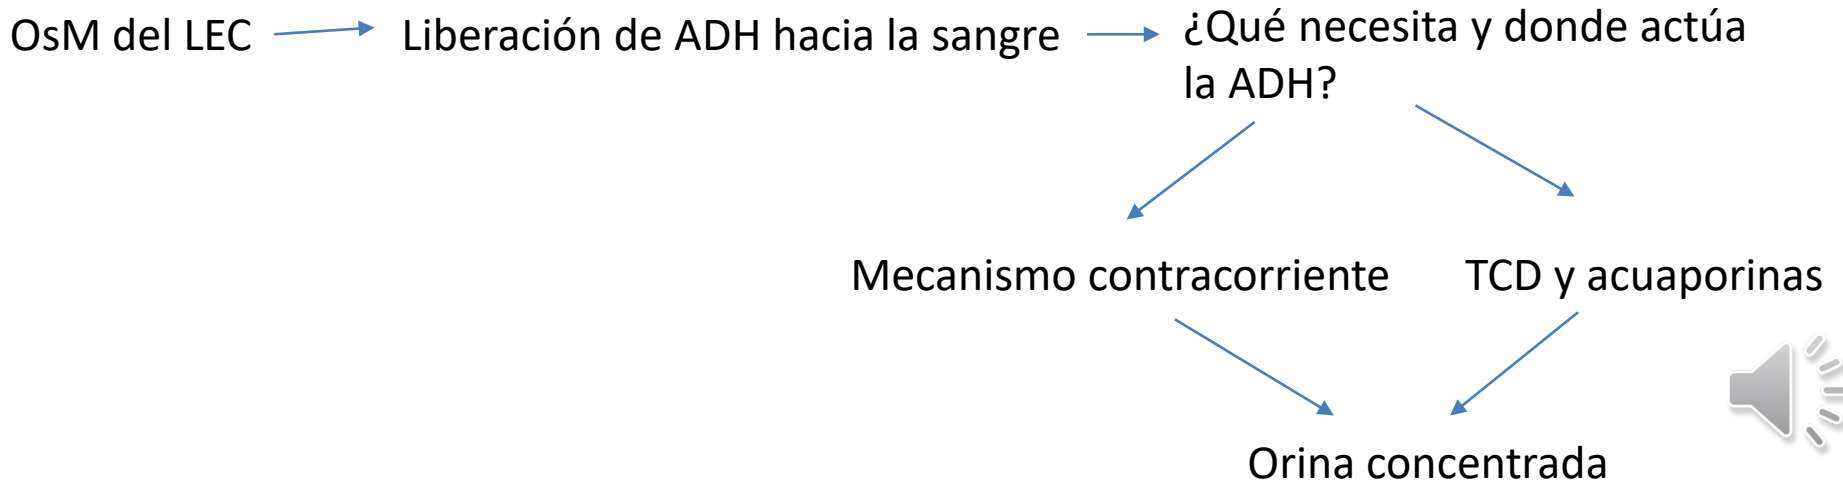 OsM del LEC
Liberación de ADH hacia la sangre
¿Qué necesita y donde actúa
la ADH?
Mecanismo contracorriente
TCD y acuaporinas
Orina concentrada